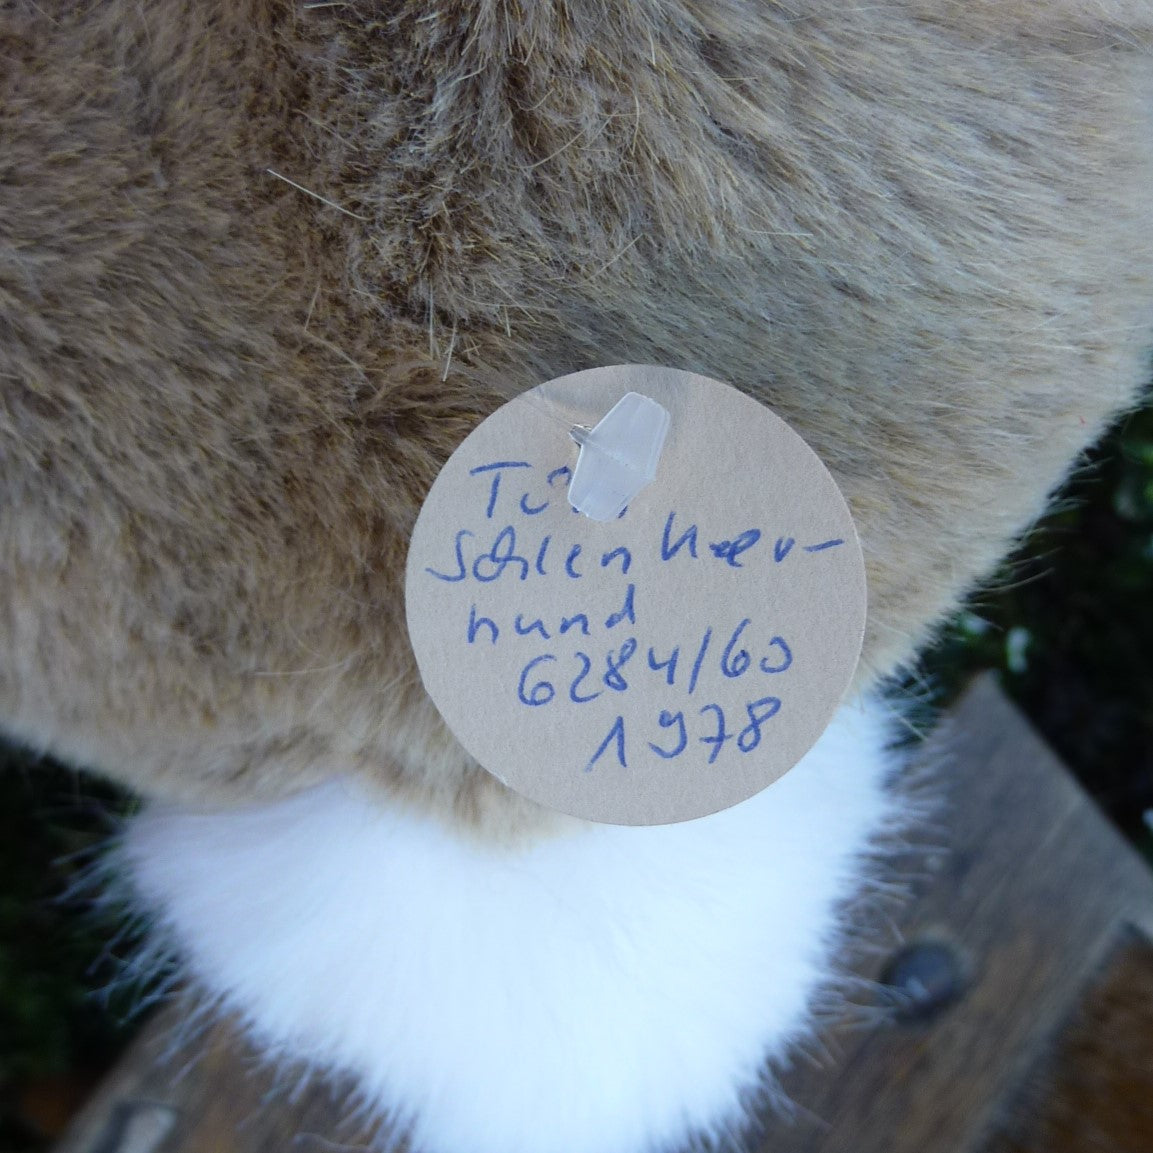 Schlenker-
hund
6284/60
1978